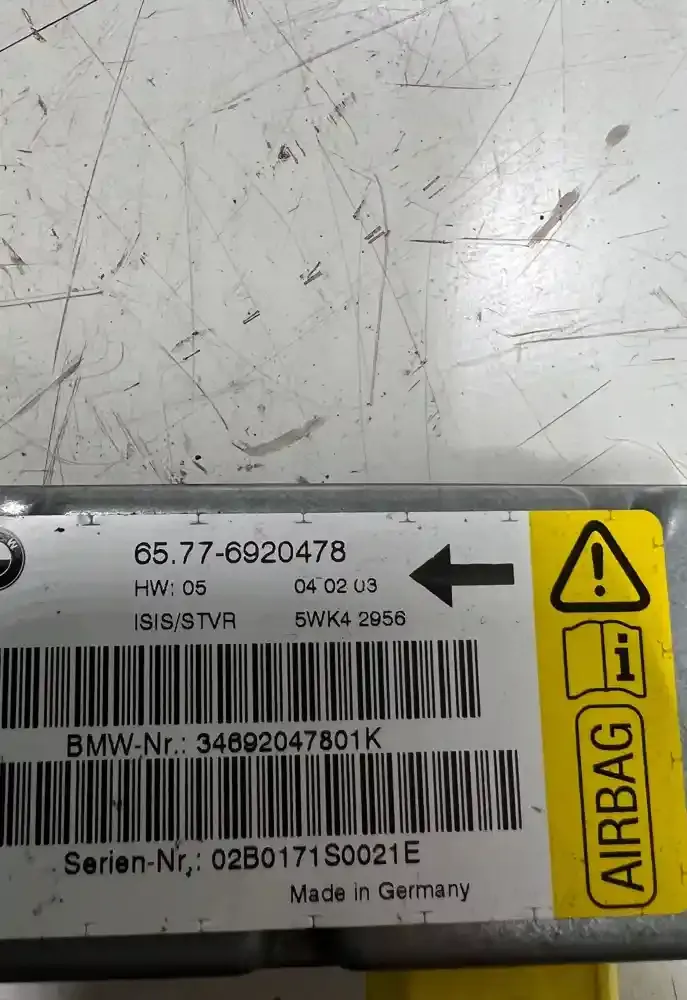 65.77-6920478
HW: 05 04 02 03
ISIS/STVR 5WK4 2956
BMW-Nr.: 34692047801K
Serien-Nr.: 02B0171S0021E
Made in Germany
AIRBAG